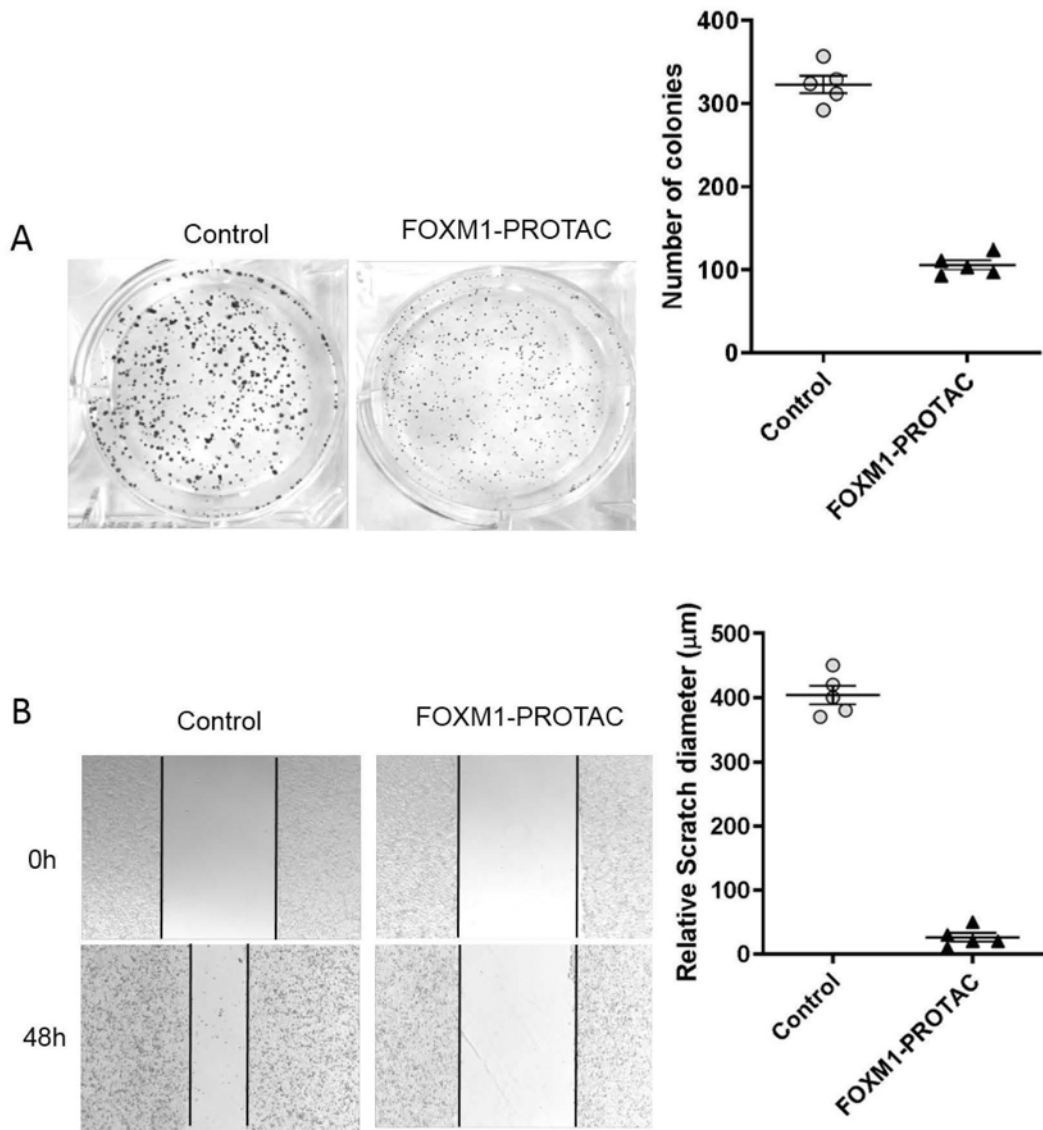 A
Control
FOXM1-PROTAC
Number of colonies
400
300
200
100
0
Control
FOXM1-PROTAC
B
Control
FOXM1-PROTAC
0h
48h
Relative Scratch diameter (μm)
500
400
300
200
100
0
Control
FOXM1-PROTAC